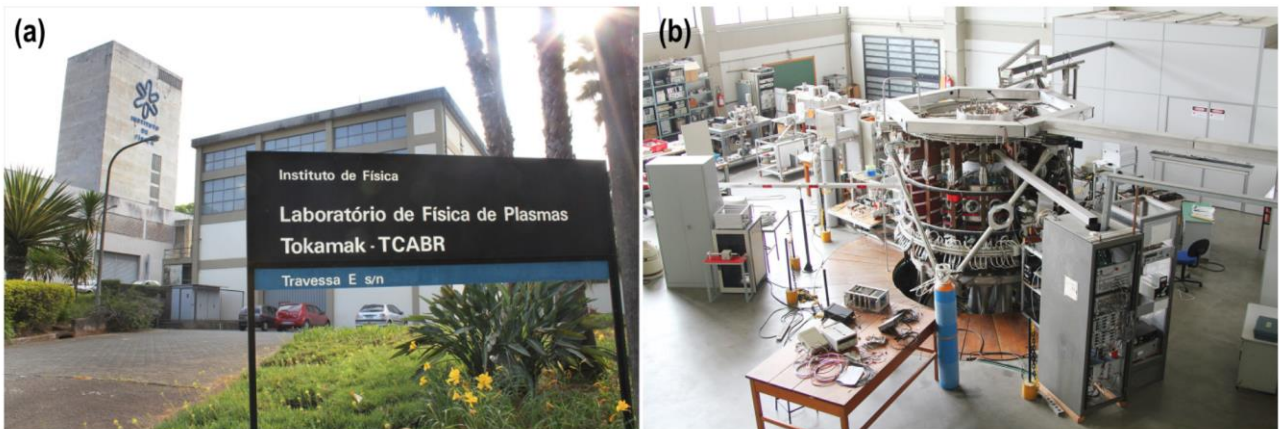 (a)
Instituto de Física
Laboratório de Física de Plasmas
Tokamak - TCABR
Travessa E s/n
(b)